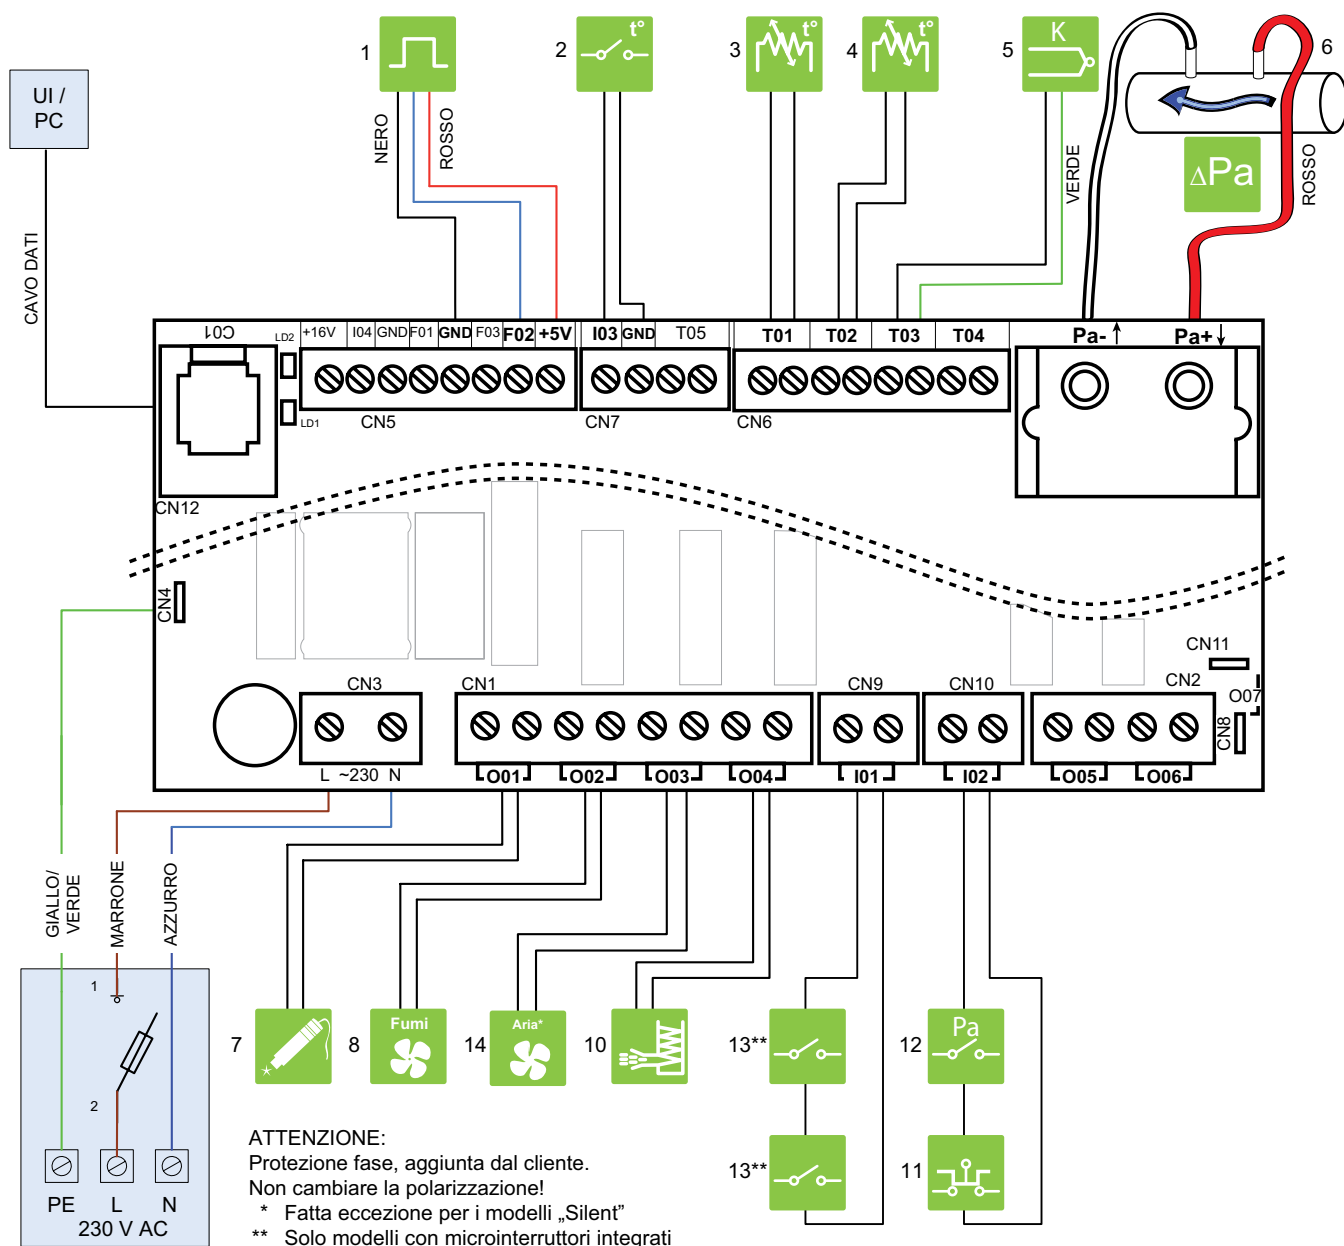 1
2
t°
3
t°
4
t°
5
K
6
UI /
PC
NERO
ROSSO
VERDE
ΔPa
ROSSO
CAVO DATI
C01
LD2
+16V
I04
GND
F01
GND
F03
F02
+5V
I03
GND
T05
T01
T02
T03
T04
Pa-
Pa+
LD1
CN5
CN7
CN6
CN12
CN4
CN11
CN3
CN1
CN9
CN10
CN2
O07
CN8
L ~230 N
O01
O02
O03
O04
I01
I02
O05
O06
GIALLO/
VERDE
MARRONE
AZZURRO
1
2
PE
L
N
230 V AC
7
8
Fumi
14
Aria*
10
13**
12
Pa
13**
11
ATTENZIONE:
Protezione fase, aggiunta dal cliente.
Non cambiare la polarizzazione!
* Fatta eccezione per i modelli „Silent”
** Solo modelli con microinterruttori integrati